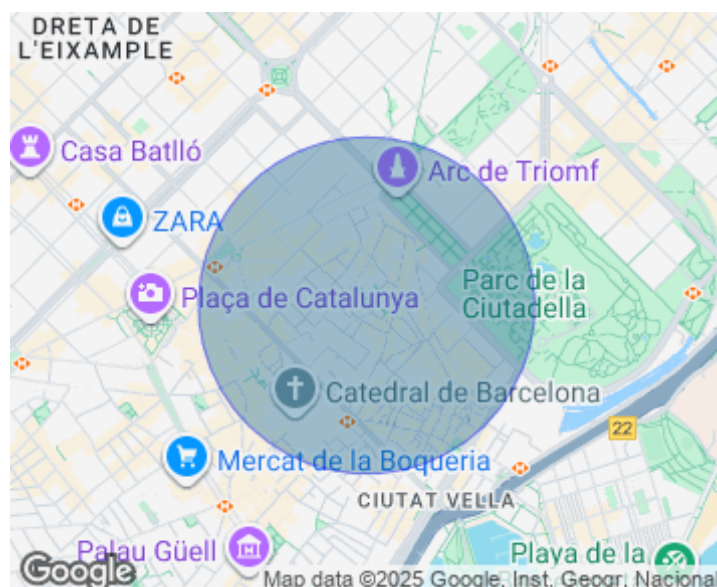 DRETA DE
L'EIXAMPLE
Casa Batlló
Arc de Triomf
ZARA
Parc de la
Ciutadella
Plaça de Catalunya
Catedral de Barcelona
22
Mercat de la Boqueria
CIUTAT VELLA
Palau Güell
Playa de la
Google
Map data ©2025 Google, Inst. Geogr. Nacional